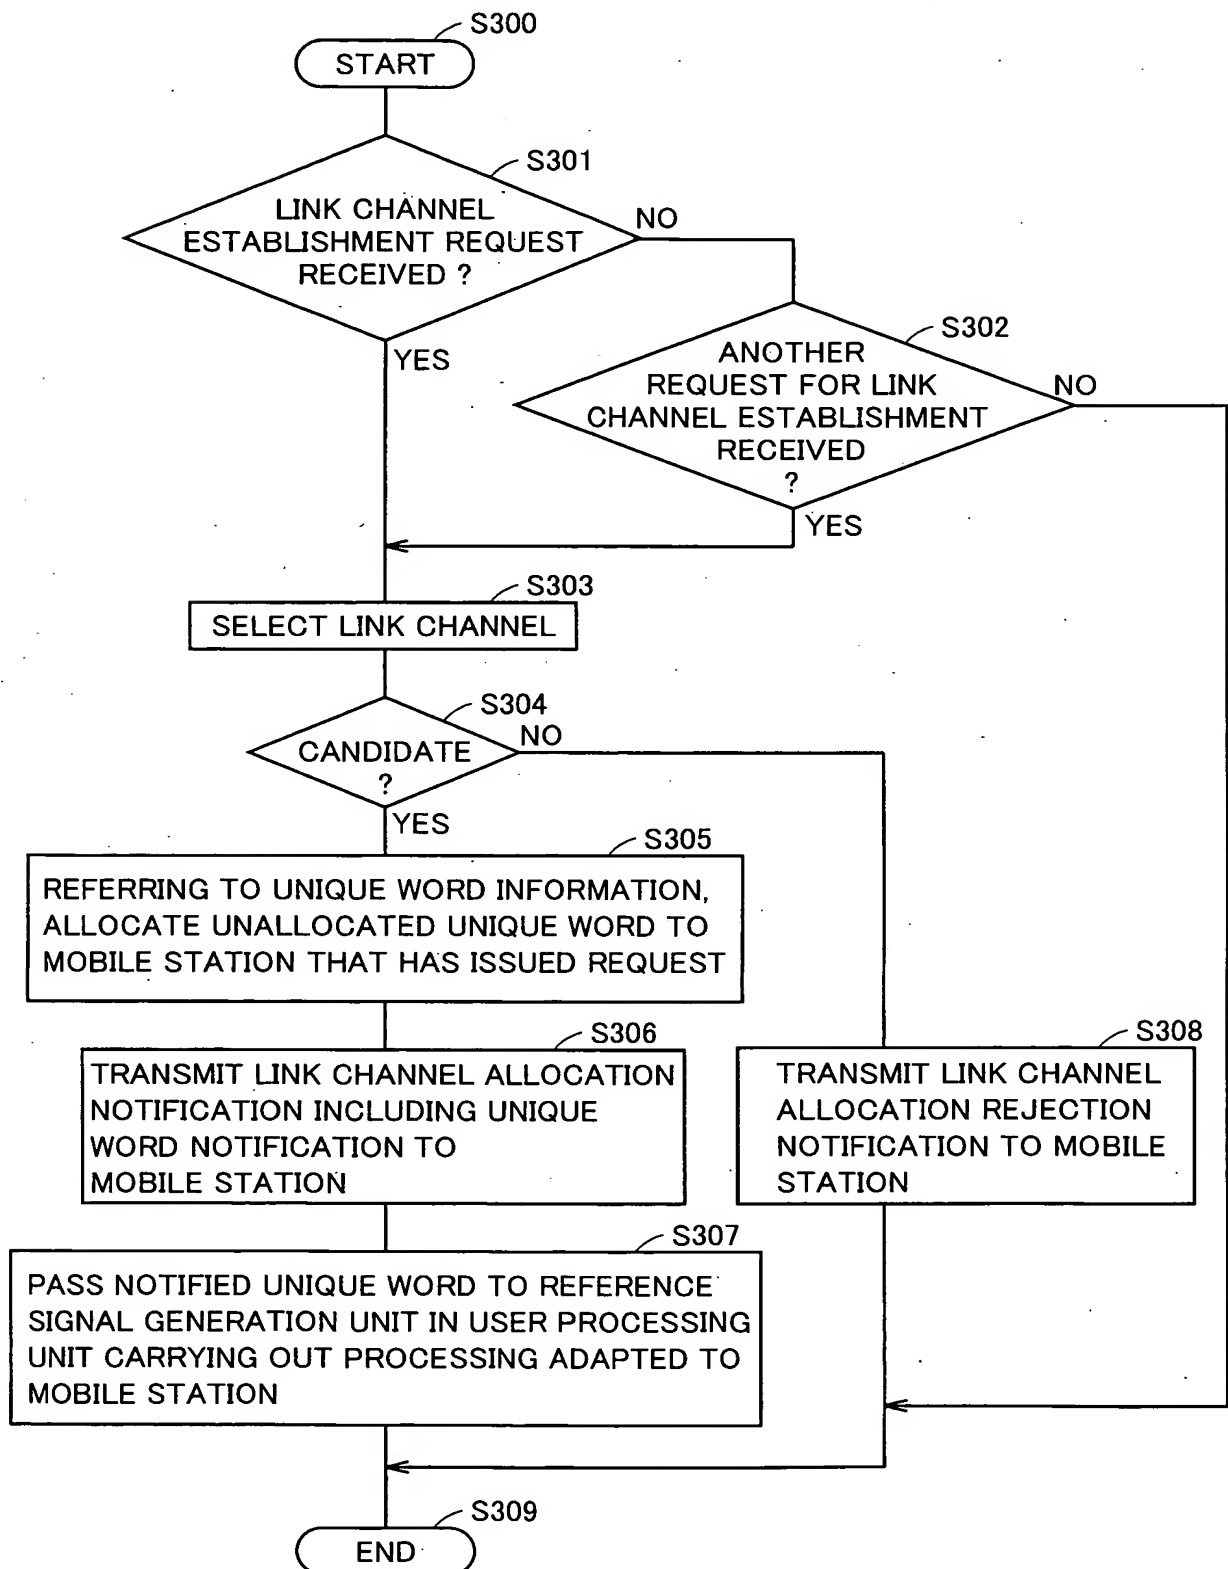 S300
START
S301
LINK CHANNEL
ESTABLISHMENT REQUEST
RECEIVED ?
NO
YES
S302
ANOTHER
REQUEST FOR LINK
CHANNEL ESTABLISHMENT
RECEIVED
?
NO
YES
S303
SELECT LINK CHANNEL
S304
CANDIDATE
?
NO
YES
S305
REFERRING TO UNIQUE WORD INFORMATION,
ALLOCATE UNALLOCATED UNIQUE WORD TO
MOBILE STATION THAT HAS ISSUED REQUEST
S306
TRANSMIT LINK CHANNEL ALLOCATION
NOTIFICATION INCLUDING UNIQUE
WORD NOTIFICATION TO
MOBILE STATION
S308
TRANSMIT LINK CHANNEL
ALLOCATION REJECTION
NOTIFICATION TO MOBILE
STATION
S307
PASS NOTIFIED UNIQUE WORD TO REFERENCE
SIGNAL GENERATION UNIT IN USER PROCESSING
UNIT CARRYING OUT PROCESSING ADAPTED TO
MOBILE STATION
S309
END